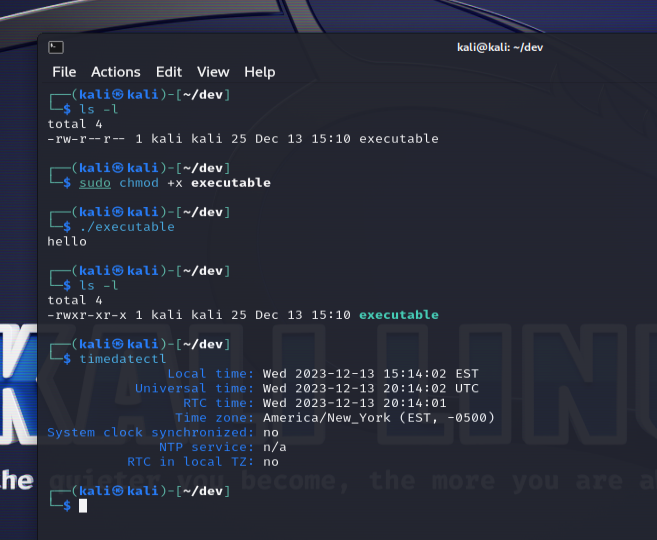 kali@kali: ~/dev
File Actions Edit View Help
┌──(kali㉿kali)-[~/dev]
└─$ ls -l
total 4
-rw-r--r-- 1 kali kali 25 Dec 13 15:10 executable
┌──(kali㉿kali)-[~/dev]
└─$ sudo chmod +x executable
┌──(kali㉿kali)-[~/dev]
└─$ ./executable
hello
┌──(kali㉿kali)-[~/dev]
└─$ ls -l
total 4
-rwxr-xr-x 1 kali kali 25 Dec 13 15:10 executable
┌──(kali㉿kali)-[~/dev]
└─$ timedatectl
Local time: Wed 2023-12-13 15:14:02 EST
Universal time: Wed 2023-12-13 20:14:02 UTC
RTC time: Wed 2023-12-13 20:14:01
Time zone: America/New_York (EST, -0500)
System clock synchronized: no
NTP service: n/a
RTC in local TZ: no
┌──(kali㉿kali)-[~/dev]
└─$
KALI LINU
the quieter you become, the more you are a